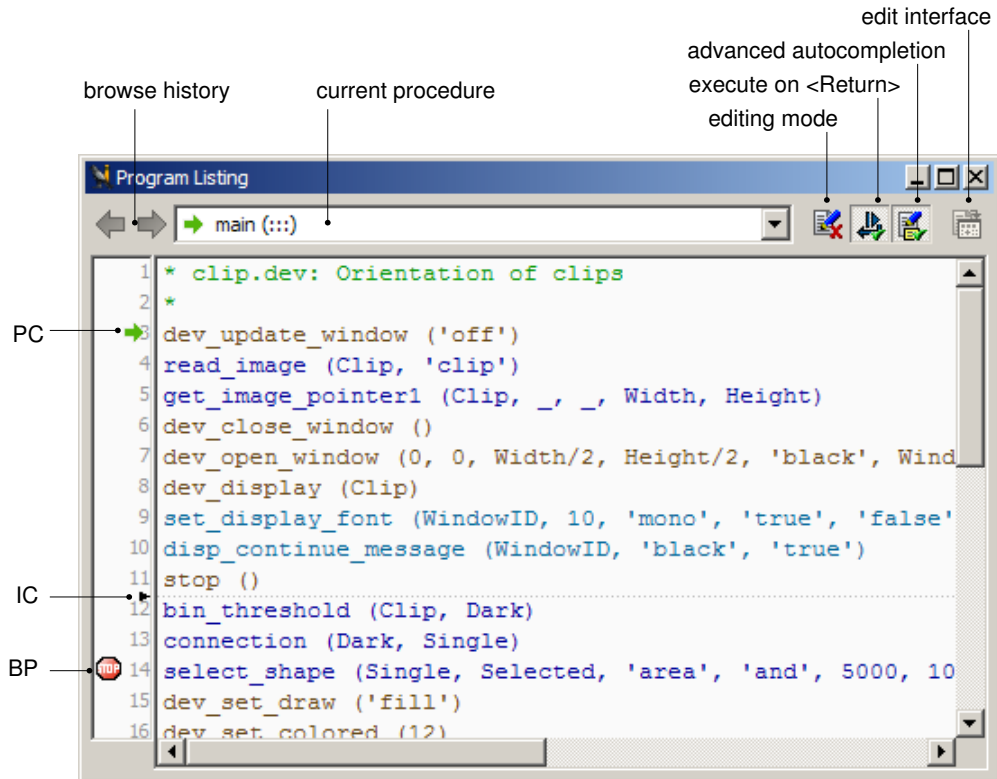 edit interface
advanced autocompletion
execute on <Return>
browse history current procedure editing mode
Program Listing
main (:::)
1 * clip.dev: Orientation of clips
2 *
PC 3 dev_update_window ('off')
4 read_image (Clip, 'clip')
5 get_image_pointer1 (Clip, _, _, Width, Height)
6 dev_close_window ()
7 dev_open_window (0, 0, Width/2, Height/2, 'black', Wind
8 dev_display (Clip)
9 set_display_font (WindowID, 10, 'mono', 'true', 'false'
10 disp_continue_message (WindowID, 'black', 'true')
11 stop ()
IC
12 bin_threshold (Clip, Dark)
13 connection (Dark, Single)
BP STOP 14 select_shape (Single, Selected, 'area', 'and', 5000, 10
15 dev_set_draw ('fill')
16 dev_set_colored (12)